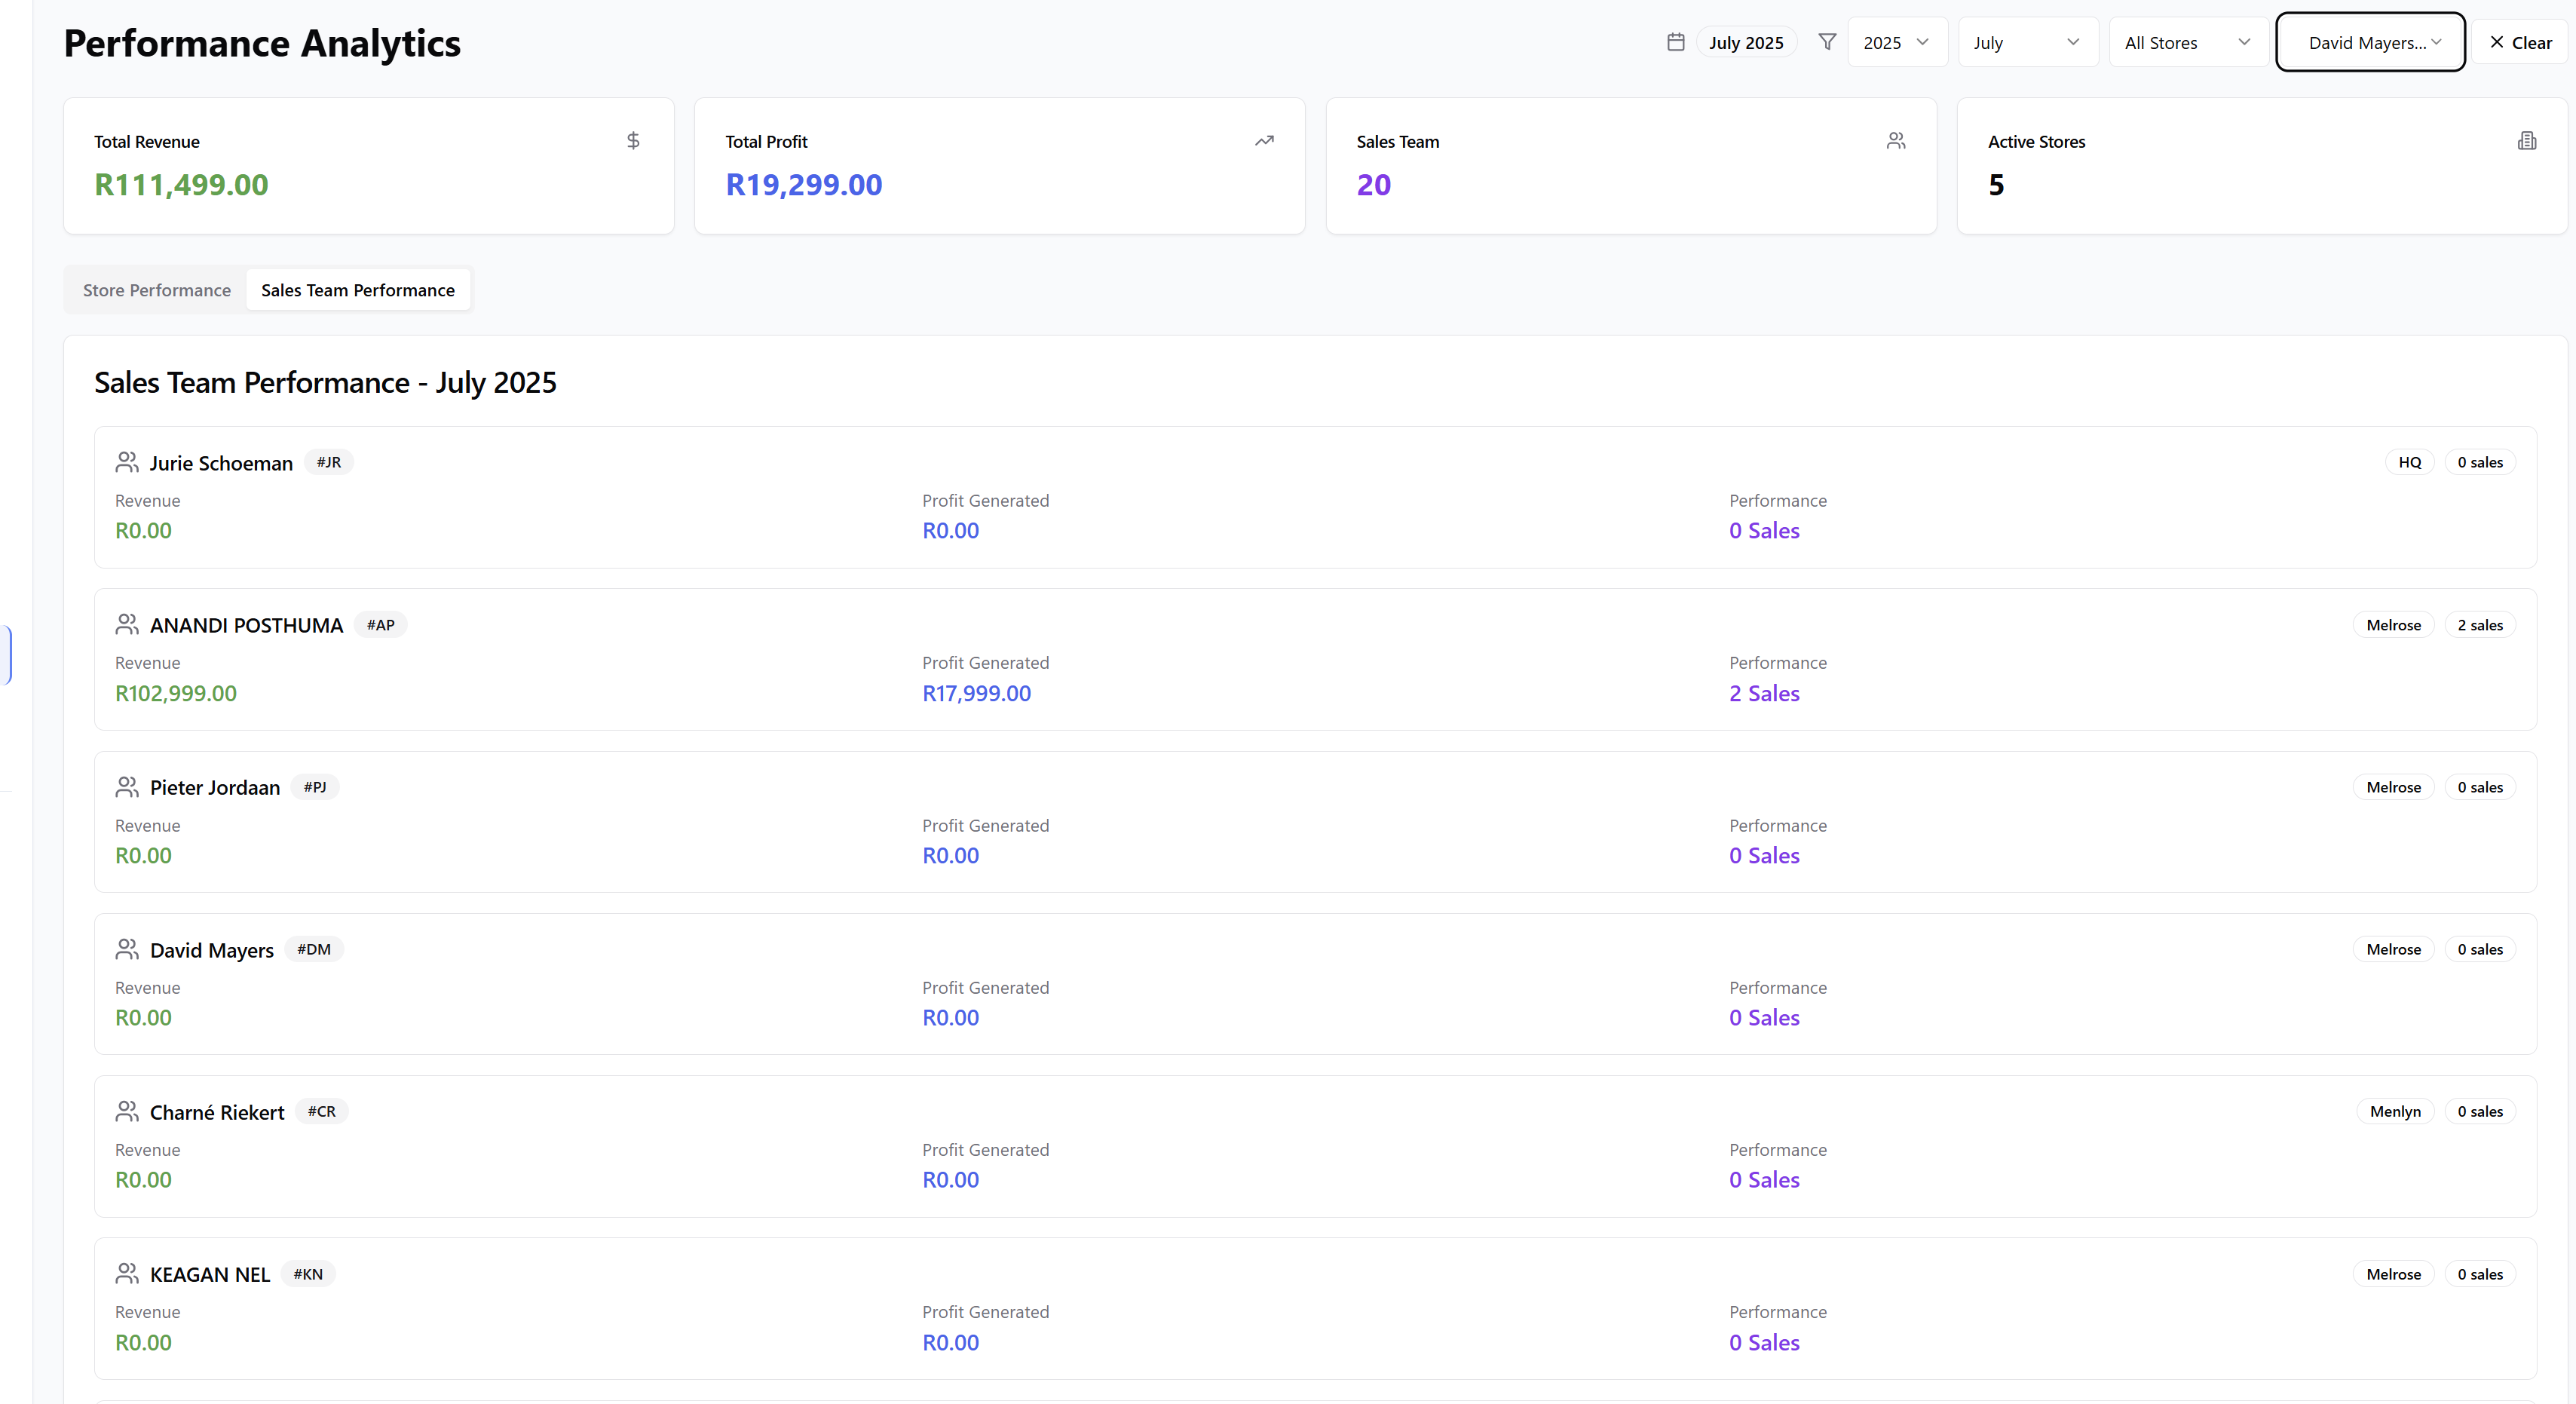 Performance Analytics
July 2025
2025
July
All Stores
David Mayers...
Clear
Total Revenue
R111,499.00
Total Profit
R19,299.00
Sales Team
20
Active Stores
5
Store Performance
Sales Team Performance
Sales Team Performance - July 2025
Jurie Schoeman #JR HQ 0 sales
Revenue Profit Generated Performance
R0.00 R0.00 0 Sales
ANANDI POSTHUMA #AP Melrose 2 sales
Revenue Profit Generated Performance
R102,999.00 R17,999.00 2 Sales
Pieter Jordaan #PJ Melrose 0 sales
Revenue Profit Generated Performance
R0.00 R0.00 0 Sales
David Mayers #DM Melrose 0 sales
Revenue Profit Generated Performance
R0.00 R0.00 0 Sales
Charné Riekert #CR Menlyn 0 sales
Revenue Profit Generated Performance
R0.00 R0.00 0 Sales
KEAGAN NEL #KN Melrose 0 sales
Revenue Profit Generated Performance
R0.00 R0.00 0 Sales